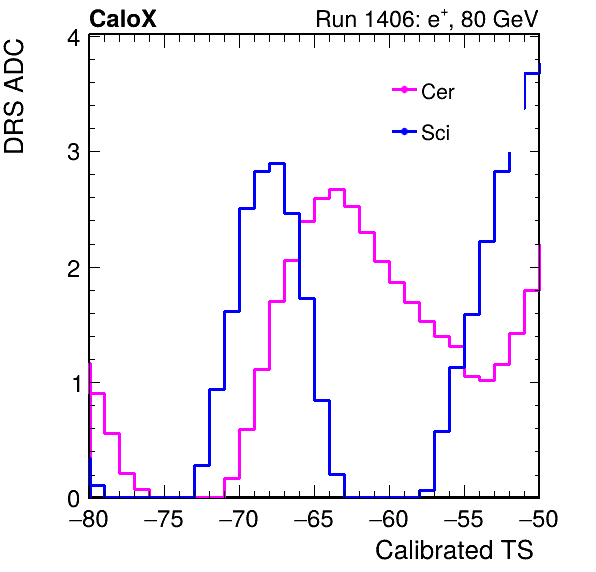 CaloX Run 1406: e⁺, 80 GeV
DRS ADC
4
3
2
1
0
Cer
Sci
−80 −75 −70 −65 −60 −55 −50
Calibrated TS